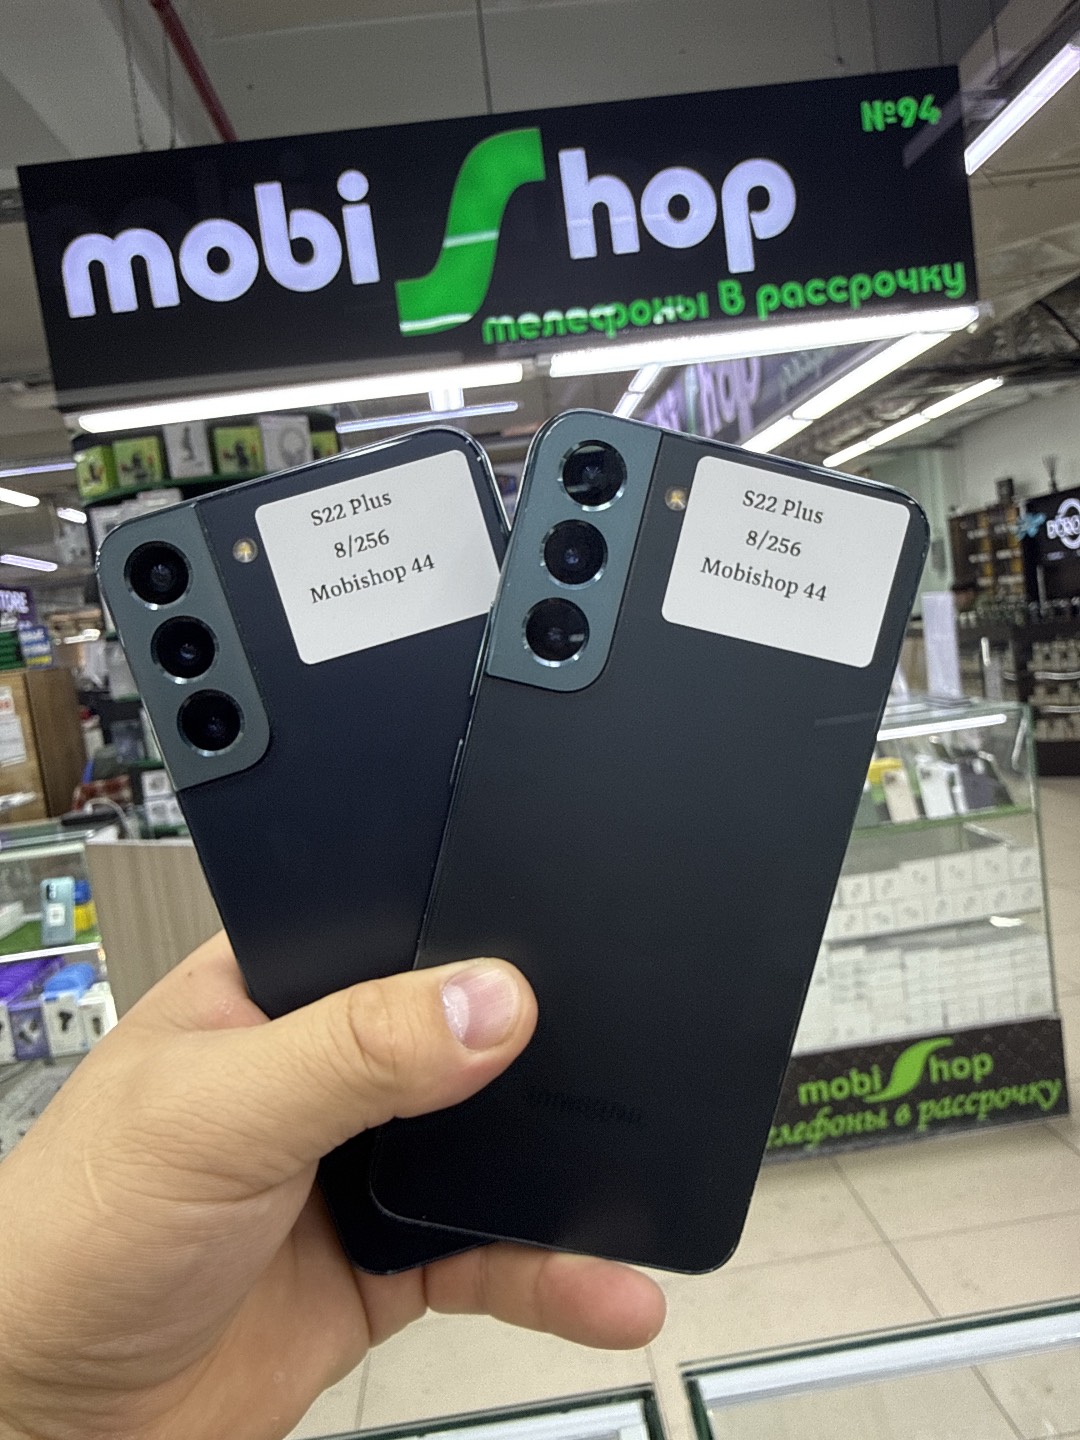 №94
mobi Shop
телефоны в рассрочку
S22 Plus
8/256
Mobishop 44
S22 Plus
8/256
Mobishop 44
SAMSUNG
mobi Shop
телефоны в рассрочку